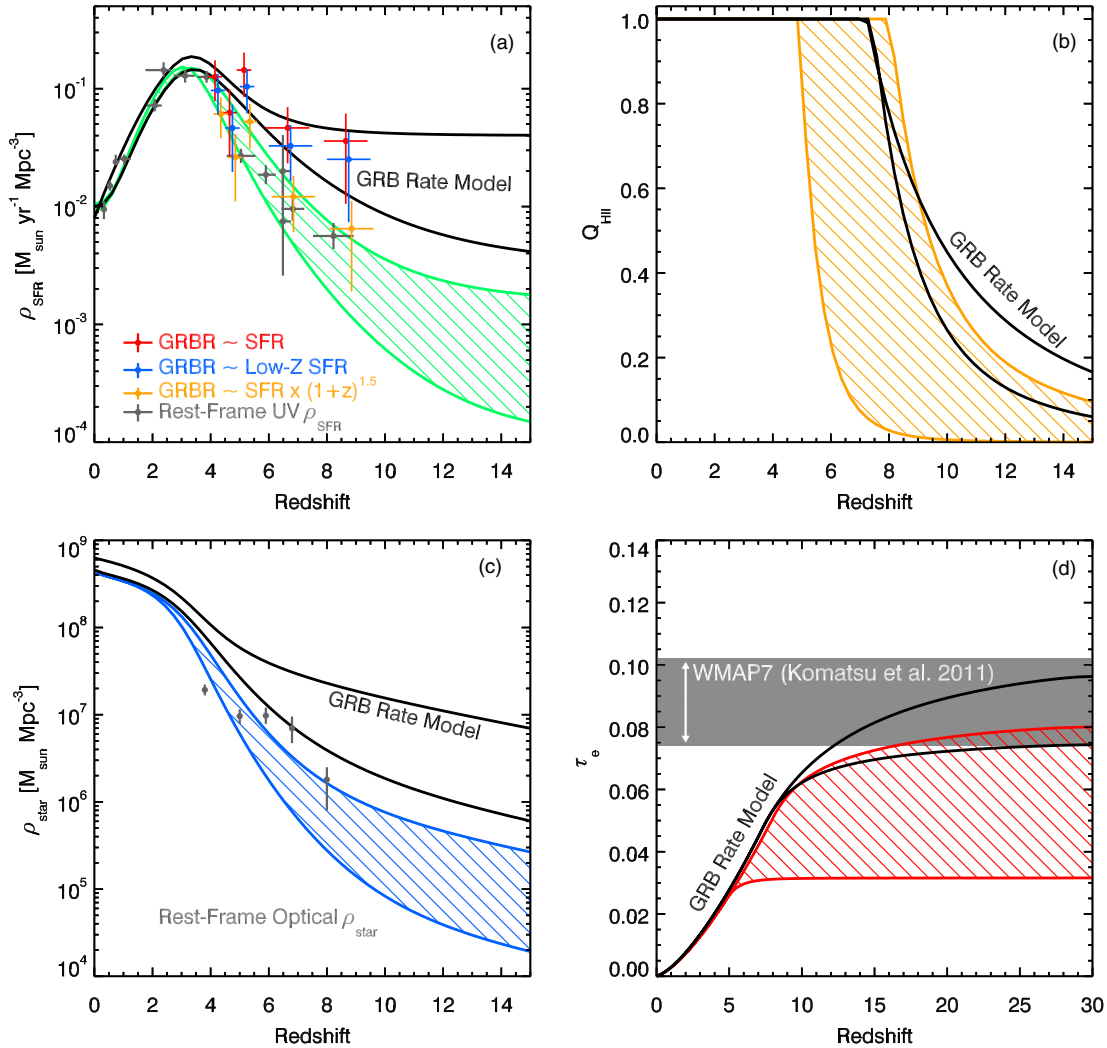 (a)
10⁰
10⁻¹
10⁻²
10⁻³
10⁻⁴
ρSFR [Msun yr⁻¹ Mpc⁻³]
GRB Rate Model
GRBR ~ SFR
GRBR ~ Low-Z SFR
GRBR ~ SFR x (1+z)^1.5
Rest-Frame UV ρSFR
0 2 4 6 8 10 12 14
Redshift
(b)
1.0
0.8
0.6
0.4
0.2
0.0
QHII
GRB Rate Model
0 2 4 6 8 10 12 14
Redshift
(c)
10⁹
10⁸
10⁷
10⁶
10⁵
10⁴
ρstar [Msun Mpc⁻³]
GRB Rate Model
Rest-Frame Optical ρstar
0 2 4 6 8 10 12 14
Redshift
(d)
0.14
0.12
0.10
0.08
0.06
0.04
0.02
0.00
τe
WMAP7 (Komatsu et al. 2011)
GRB Rate Model
0 5 10 15 20 25 30
Redshift